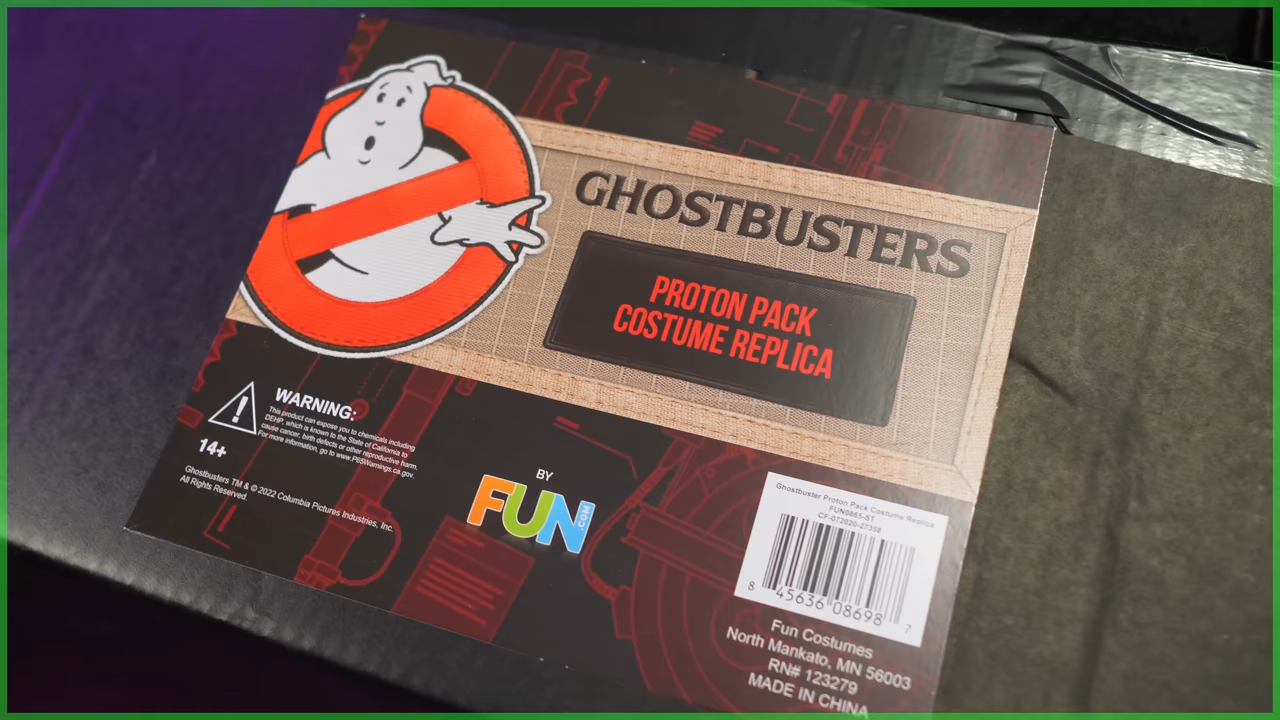 GHOSTBUSTERS
PROTON PACK
COSTUME REPLICA
WARNING:
This product can expose you to chemicals including
DEHP, which is known to the State of California to
cause cancer, birth defects or other reproductive harm.
For more information, go to www.P65Warnings.ca.gov.
14+
Ghostbusters TM & © 2022 Columbia Pictures Industries, Inc.
All Rights Reserved.
BY
FUN.COM
Ghostbusters Proton Pack Costume Replica
FUN0865-ST
CF-072020-27358
8 45636 08698 7
Fun Costumes
North Mankato, MN 56003
RN# 123279
MADE IN CHINA